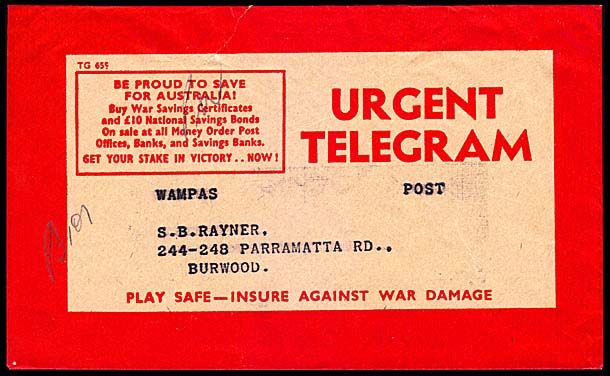 TG 659
BE PROUD TO SAVE
FOR AUSTRALIA!
Buy War Savings Certificates
and £10 National Savings Bonds
On sale at all Money Order Post
Offices, Banks, and Savings Banks.
GET YOUR STAKE IN VICTORY . . NOW!
URGENT
TELEGRAM
WAMPAS POST
S.B.RAYNER,
244-248 PARRAMATTA RD.,
BURWOOD.
PLAY SAFE—INSURE AGAINST WAR DAMAGE